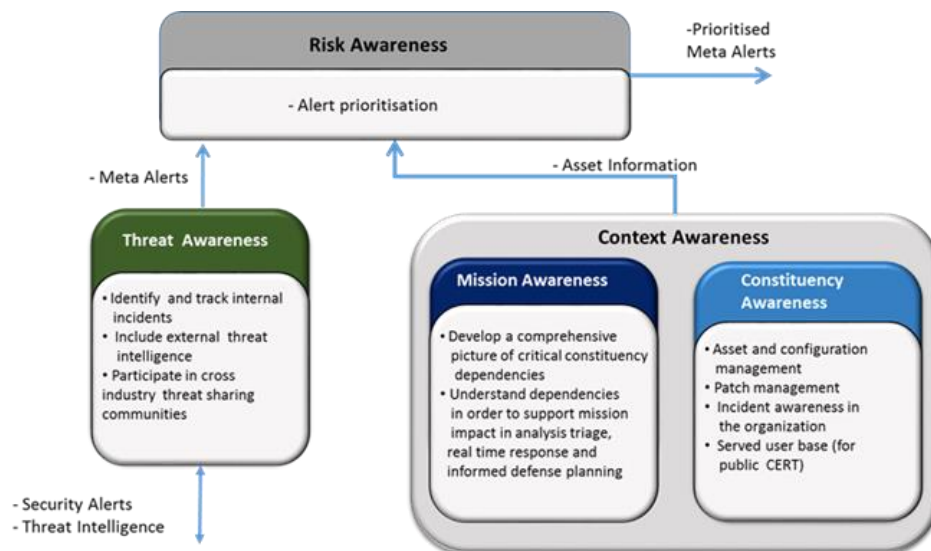 Risk Awareness
- Alert prioritisation
-Prioritised
Meta Alerts
- Meta Alerts
- Asset Information
Threat Awareness
• Identify and track internal
incidents
• Include external threat
intelligence
• Participate in cross
industry threat sharing
communities
- Security Alerts
- Threat Intelligence
Context Awareness
Mission Awareness
• Develop a comprehensive
picture of critical constituency
dependencies
• Understand dependencies
in order to support mission
impact in analysis triage,
real time response and
informed defense planning
Constituency
Awareness
• Asset and configuration
management
• Patch management
• Incident awareness in
the organization
• Served user base (for
public CERT)